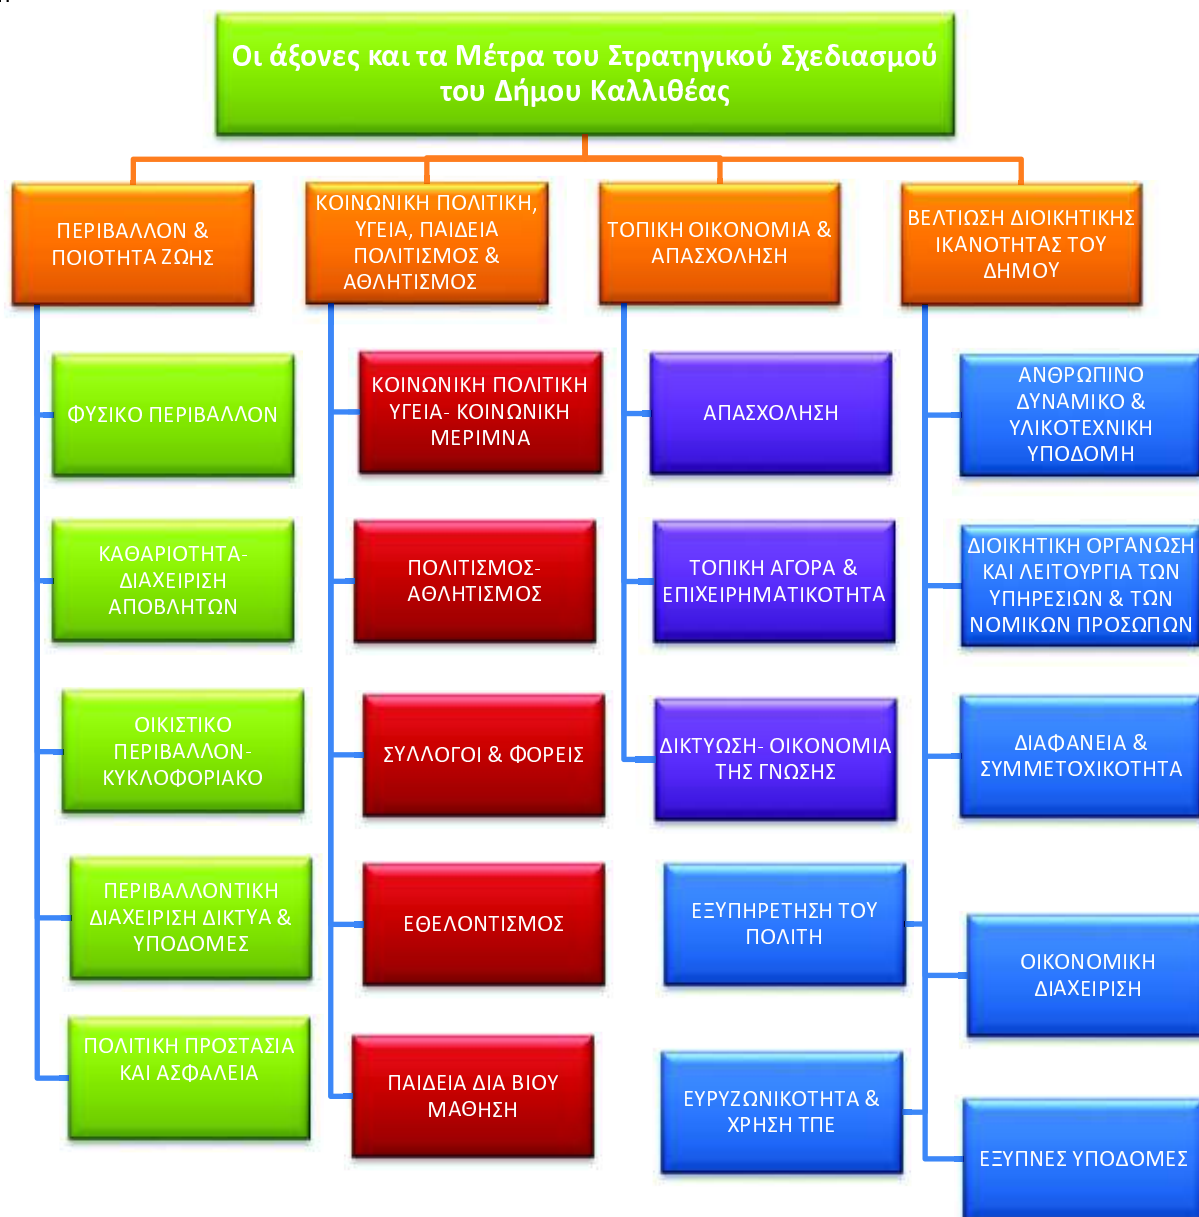 Οι άξονες και τα Μέτρα του Στρατηγικού Σχεδιασμού
του Δήμου Καλλιθέας
ΠΕΡΙΒΑΛΛΟΝ &
ΠΟΙΟΤΗΤΑ ΖΩΗΣ
ΚΟΙΝΩΝΙΚΗ ΠΟΛΙΤΙΚΗ,
ΥΓΕΙΑ, ΠΑΙΔΕΙΑ
ΠΟΛΙΤΙΣΜΟΣ &
ΑΘΛΗΤΙΣΜΟΣ
ΤΟΠΙΚΗ ΟΙΚΟΝΟΜΙΑ &
ΑΠΑΣΧΟΛΗΣΗ
ΒΕΛΤΙΩΣΗ ΔΙΟΙΚΗΤΙΚΗΣ
ΙΚΑΝΟΤΗΤΑΣ ΤΟΥ
ΔΗΜΟΥ
ΦΥΣΙΚΟ ΠΕΡΙΒΑΛΛΟΝ
ΚΑΘΑΡΙΟΤΗΤΑ-
ΔΙΑΧΕΙΡΙΣΗ
ΑΠΟΒΛΗΤΩΝ
ΟΙΚΙΣΤΙΚΟ
ΠΕΡΙΒΑΛΛΟΝ-
ΚΥΚΛΟΦΟΡΙΑΚΟ
ΠΕΡΙΒΑΛΛΟΝΤΙΚΗ
ΔΙΑΧΕΙΡΙΣΗ ΔΙΚΤΥΑ &
ΥΠΟΔΟΜΕΣ
ΠΟΛΙΤΙΚΗ ΠΡΟΣΤΑΣΙΑ
ΚΑΙ ΑΣΦΑΛΕΙΑ
ΚΟΙΝΩΝΙΚΗ ΠΟΛΙΤΙΚΗ
ΥΓΕΙΑ- ΚΟΙΝΩΝΙΚΗ
ΜΕΡΙΜΝΑ
ΠΟΛΙΤΙΣΜΟΣ-
ΑΘΛΗΤΙΣΜΟΣ
ΣΥΛΛΟΓΟΙ & ΦΟΡΕΙΣ
ΕΘΕΛΟΝΤΙΣΜΟΣ
ΠΑΙΔΕΙΑ ΔΙΑ ΒΙΟΥ
ΜΑΘΗΣΗ
ΑΠΑΣΧΟΛΗΣΗ
ΤΟΠΙΚΗ ΑΓΟΡΑ &
ΕΠΙΧΕΙΡΗΜΑΤΙΚΟΤΗΤΑ
ΔΙΚΤΥΩΣΗ- ΟΙΚΟΝΟΜΙΑ
ΤΗΣ ΓΝΩΣΗΣ
ΑΝΘΡΩΠΙΝΟ
ΔΥΝΑΜΙΚΟ &
ΥΛΙΚΟΤΕΧΝΙΚΗ
ΥΠΟΔΟΜΗ
ΔΙΟΙΚΗΤΙΚΗ ΟΡΓΑΝΩΣΗ
ΚΑΙ ΛΕΙΤΟΥΡΓΙΑ ΤΩΝ
ΥΠΗΡΕΣΙΩΝ & ΤΩΝ
ΝΟΜΙΚΩΝ ΠΡΟΣΩΠΩΝ
ΔΙΑΦΑΝΕΙΑ &
ΣΥΜΜΕΤΟΧΙΚΟΤΗΤΑ
ΕΞΥΠΗΡΕΤΗΣΗ ΤΟΥ
ΠΟΛΙΤΗ
ΟΙΚΟΝΟΜΙΚΗ
ΔΙΑΧΕΙΡΙΣΗ
ΕΥΡΥΖΩΝΙΚΟΤΗΤΑ &
ΧΡΗΣΗ ΤΠΕ
ΕΞΥΠΝΕΣ ΥΠΟΔΟΜΕΣ